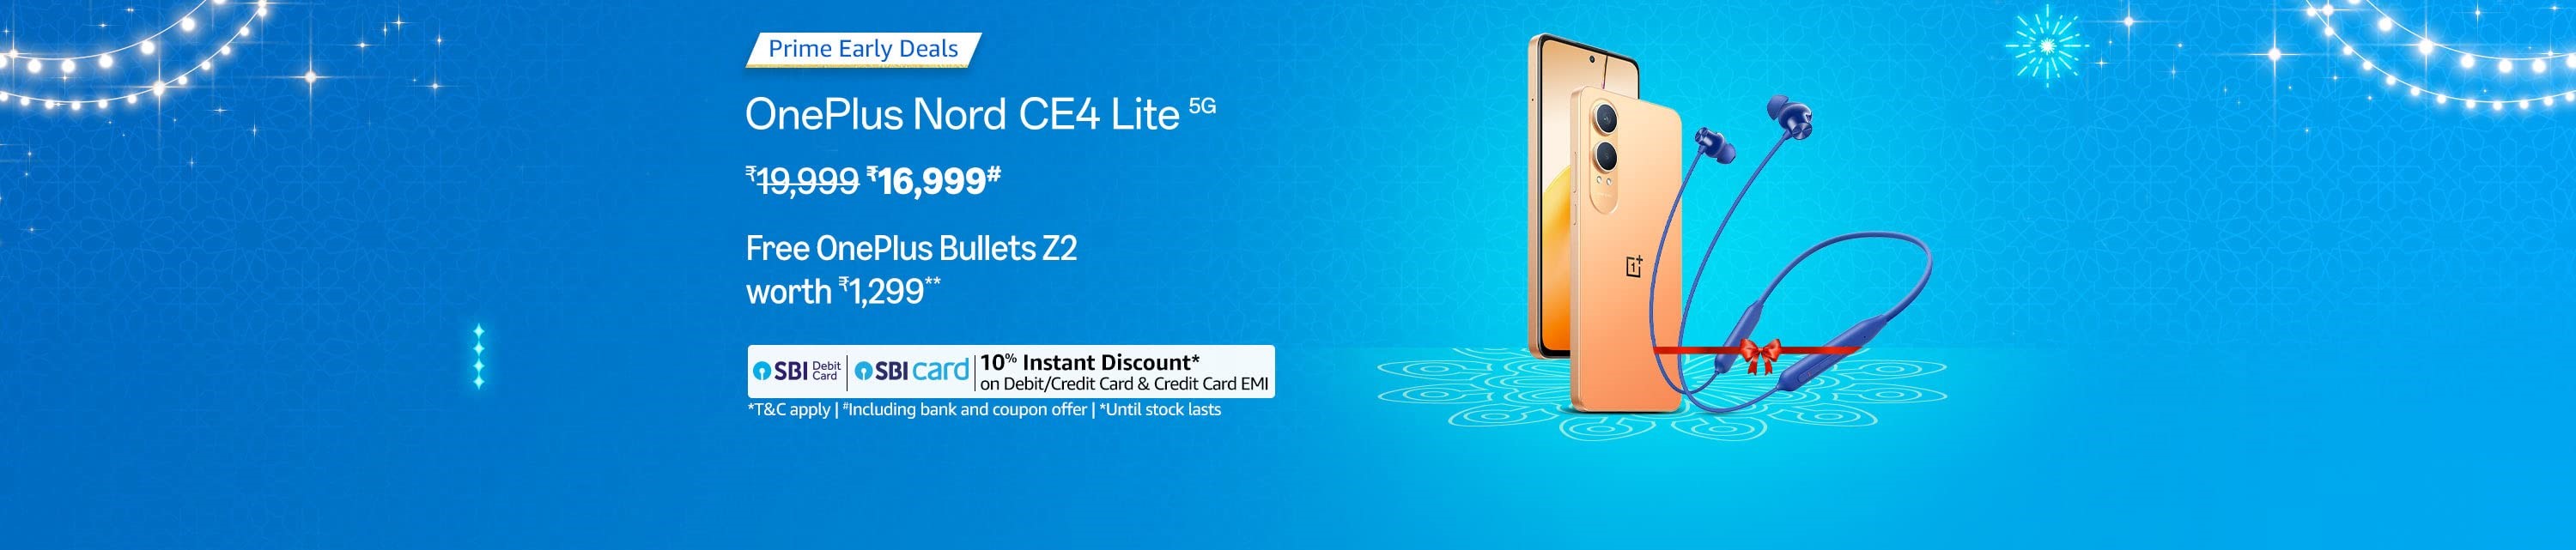 Prime Early Deals
OnePlus Nord CE4 Lite 5G
₹19,999 ₹16,999#
Free OnePlus Bullets Z2
worth ₹1,299**
SBI Debit Card | SBI card | 10% Instant Discount*
on Debit/Credit Card & Credit Card EMI
*T&C apply | #Including bank and coupon offer | *Until stock lasts